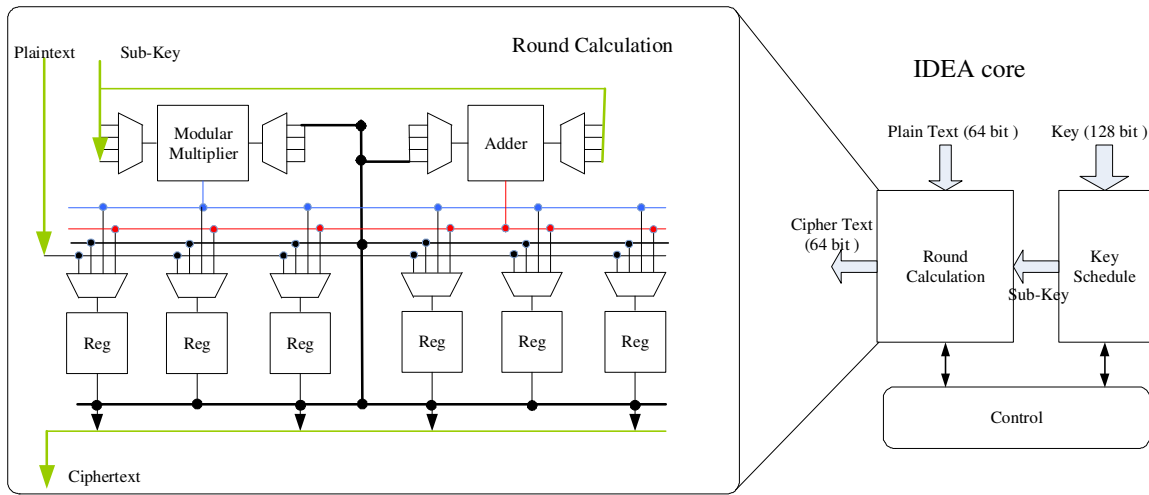 Plaintext
Sub-Key
Round Calculation
Modular
Multiplier
Adder
Reg
Reg
Reg
Reg
Reg
Reg
Ciphertext
IDEA core
Plain Text (64 bit )
Key (128 bit )
Cipher Text
(64 bit )
Round
Calculation
Sub-Key
Key
Schedule
Control